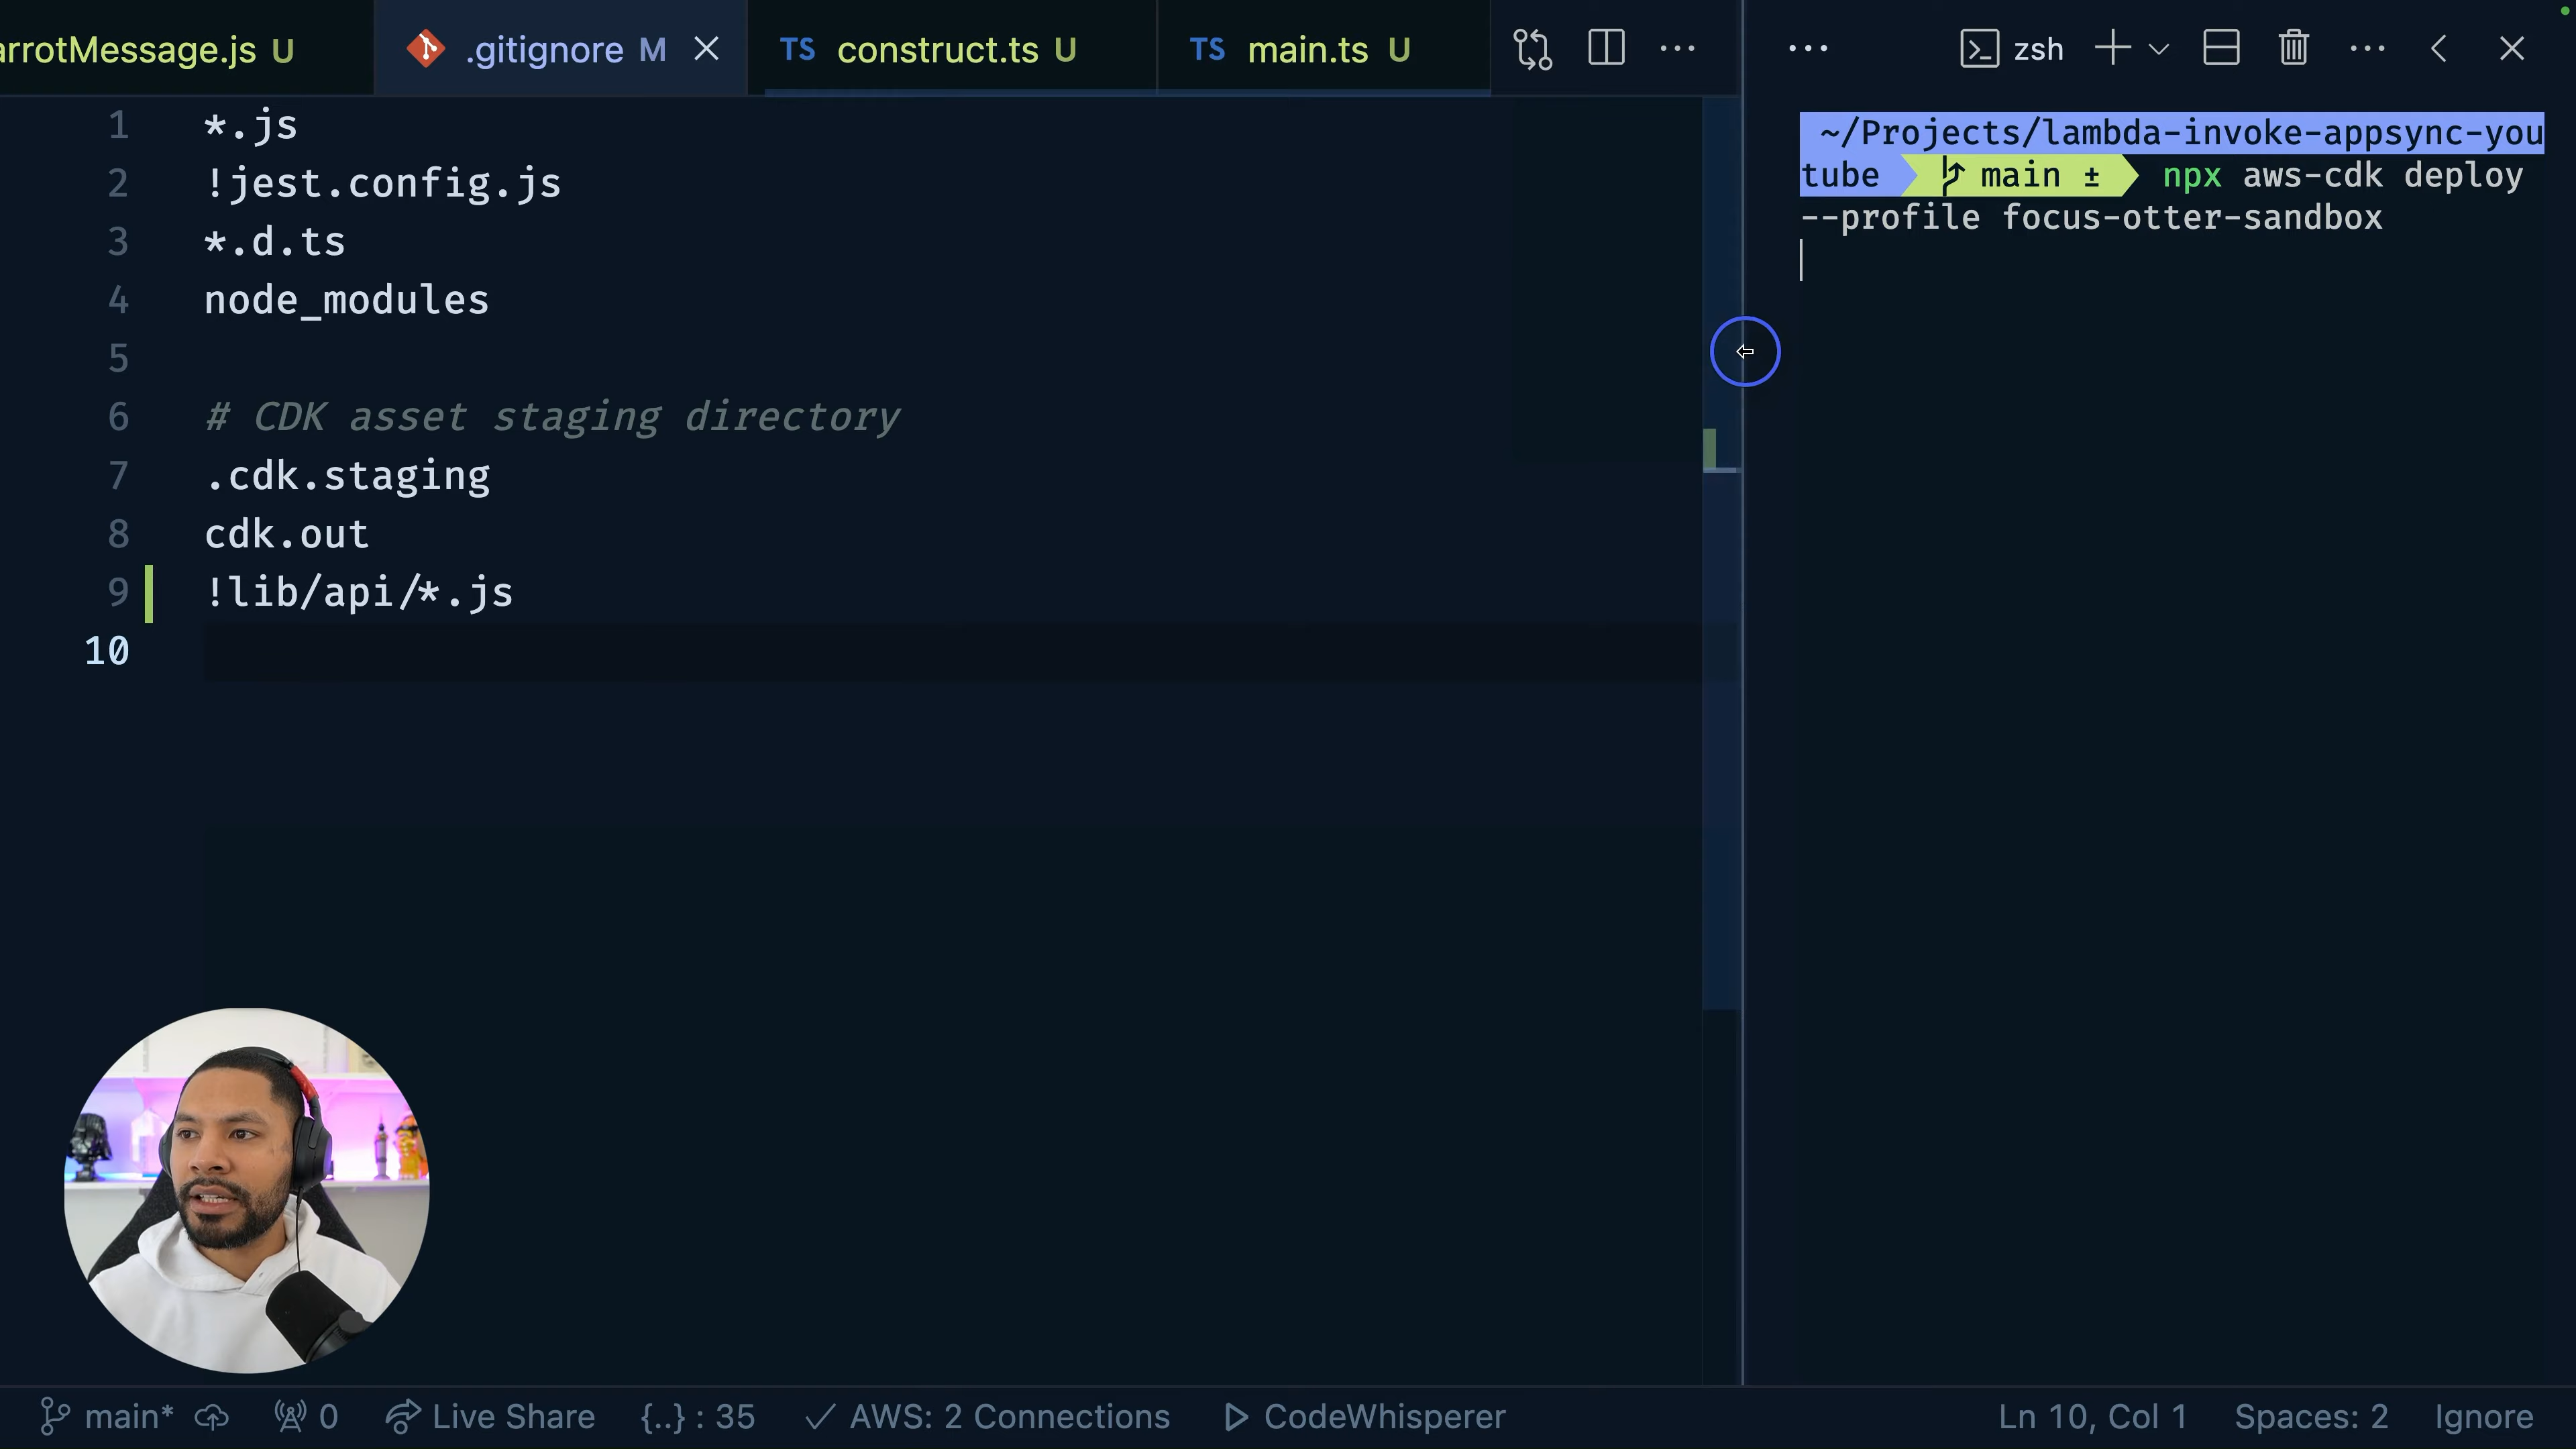 arrotMessage.js U
.gitignore M
TS construct.ts U
TS main.ts U
zsh
1 *.js
2 !jest.config.js
3 *.d.ts
4 node_modules
5
6 # CDK asset staging directory
7 .cdk.staging
8 cdk.out
9 !lib/api/*.js
10
~/Projects/lambda-invoke-appsync-you
tube main ± npx aws-cdk deploy
--profile focus-otter-sandbox
main* 0 Live Share {..} : 35 AWS: 2 Connections CodeWhisperer Ln 10, Col 1 Spaces: 2 Ignore